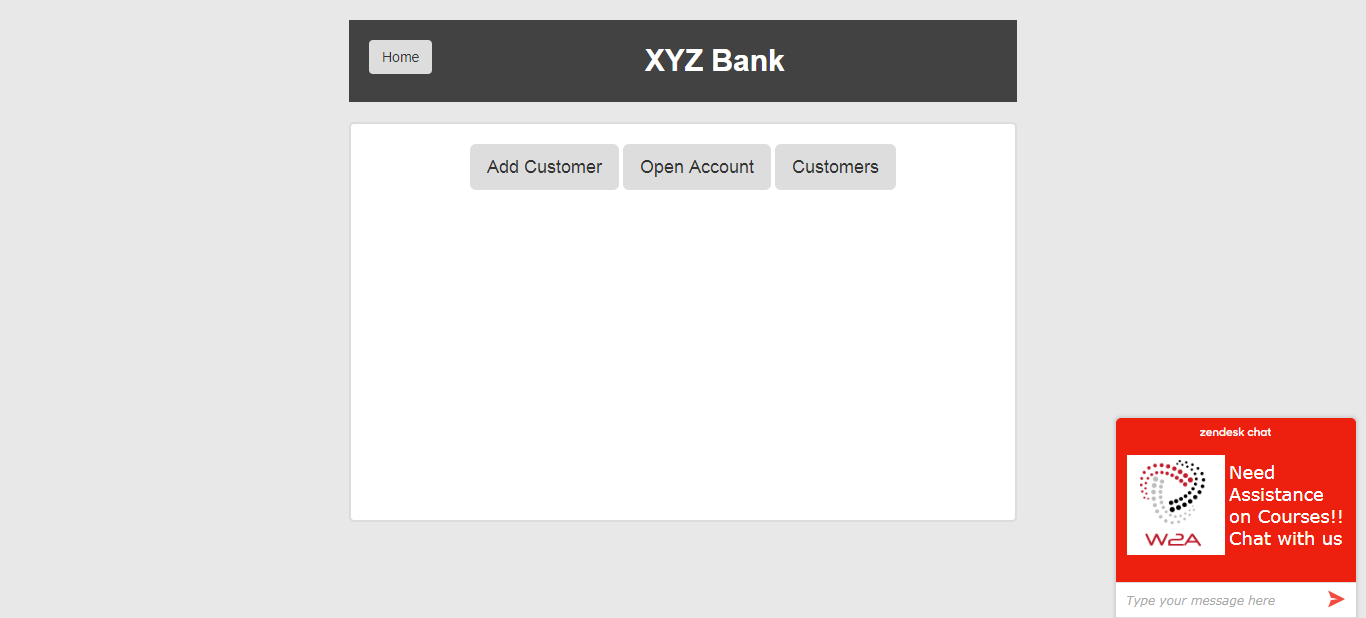 Home
XYZ Bank
Add Customer
Open Account
Customers
zendesk chat
Need
Assistance
on Courses!!
Chat with us
W2A
Type your message here